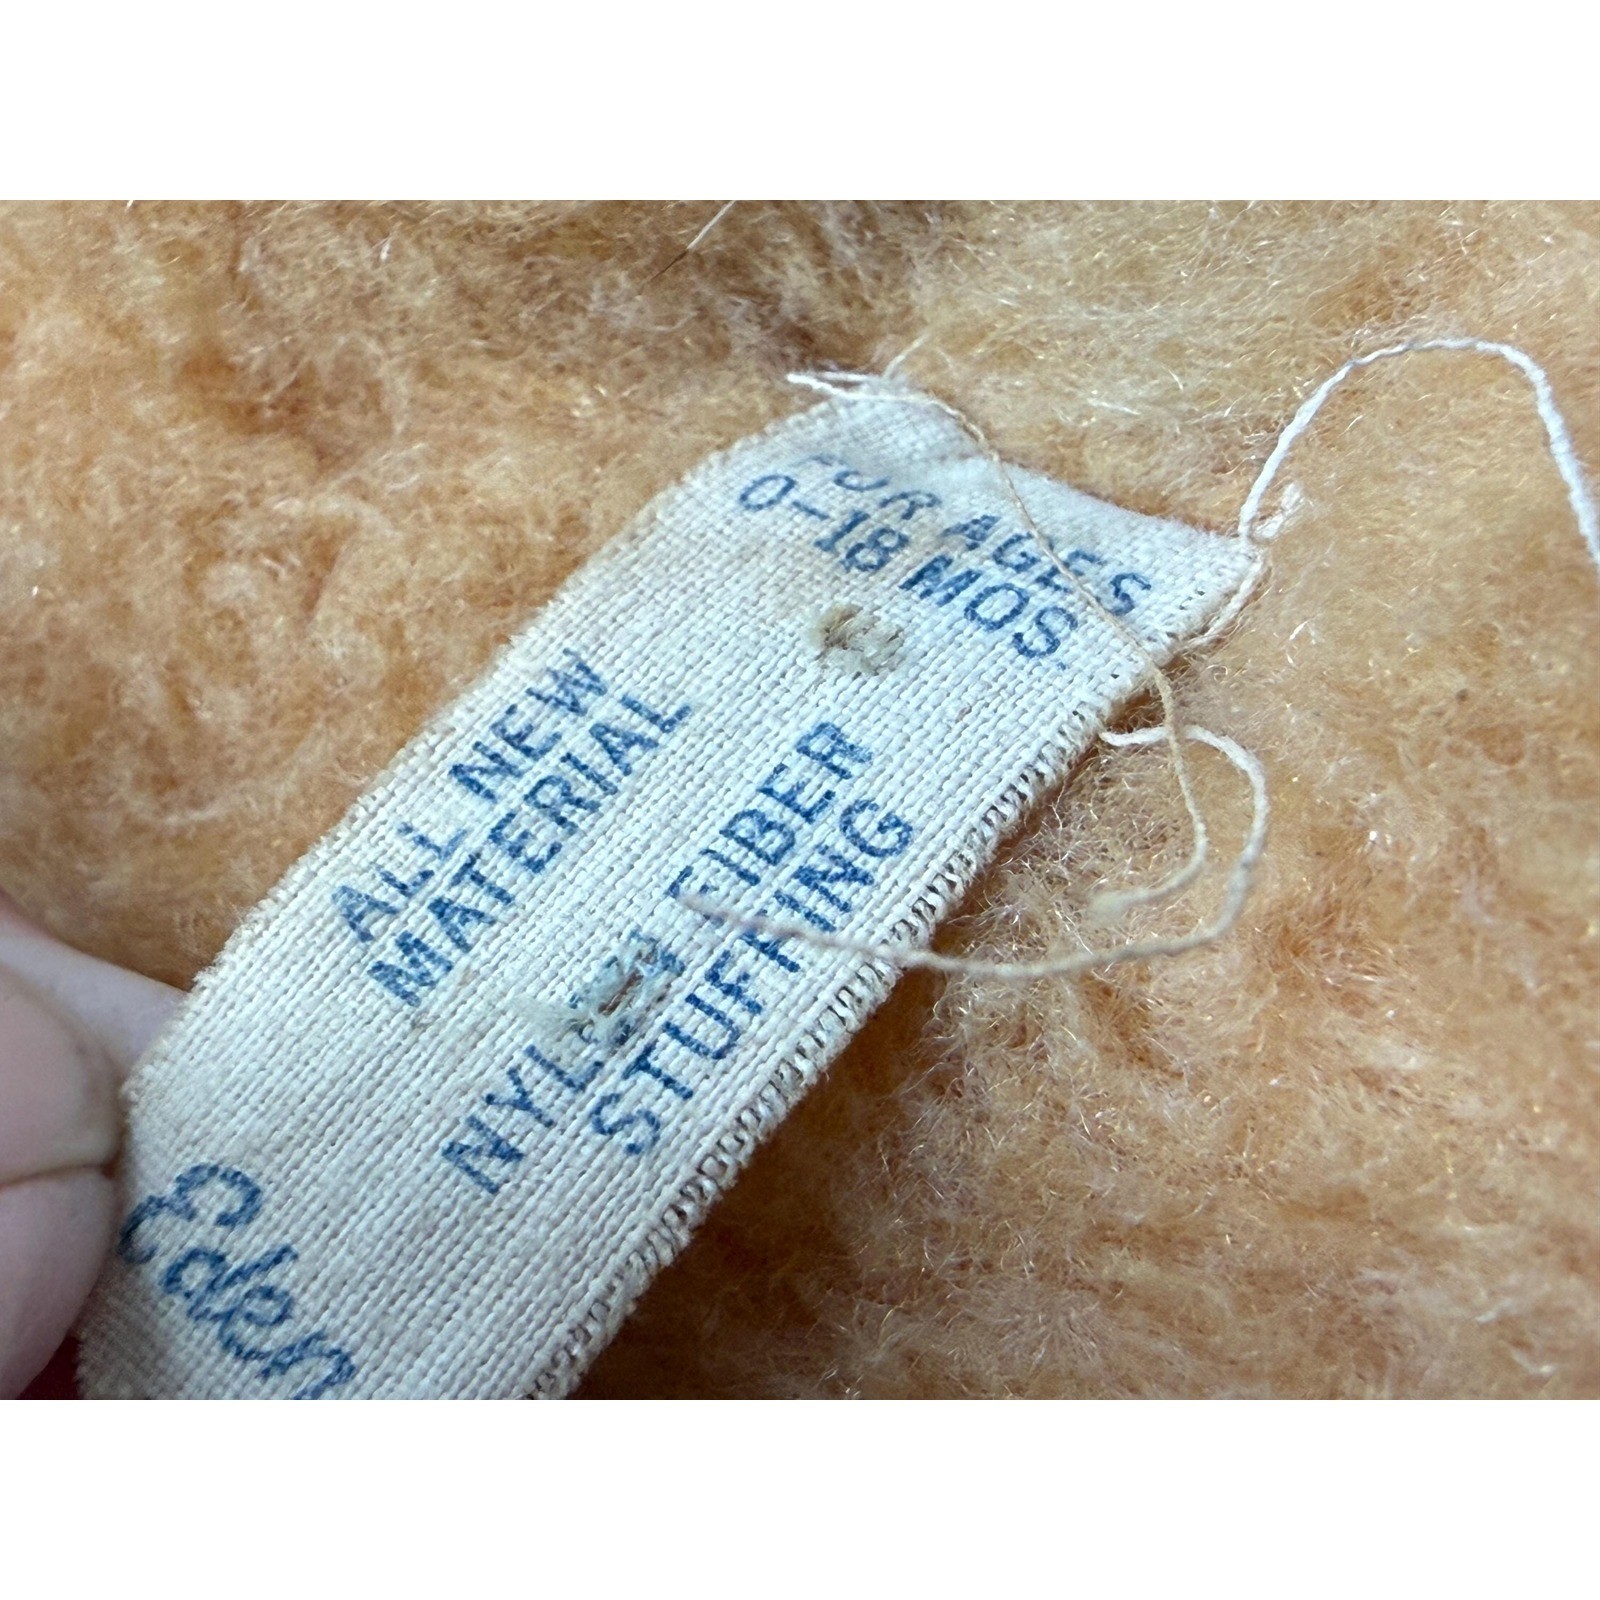 FOR AGES
0-18 MOS.
ALL NEW
MATERIAL
NYLON FIBER
STUFFING
Eden